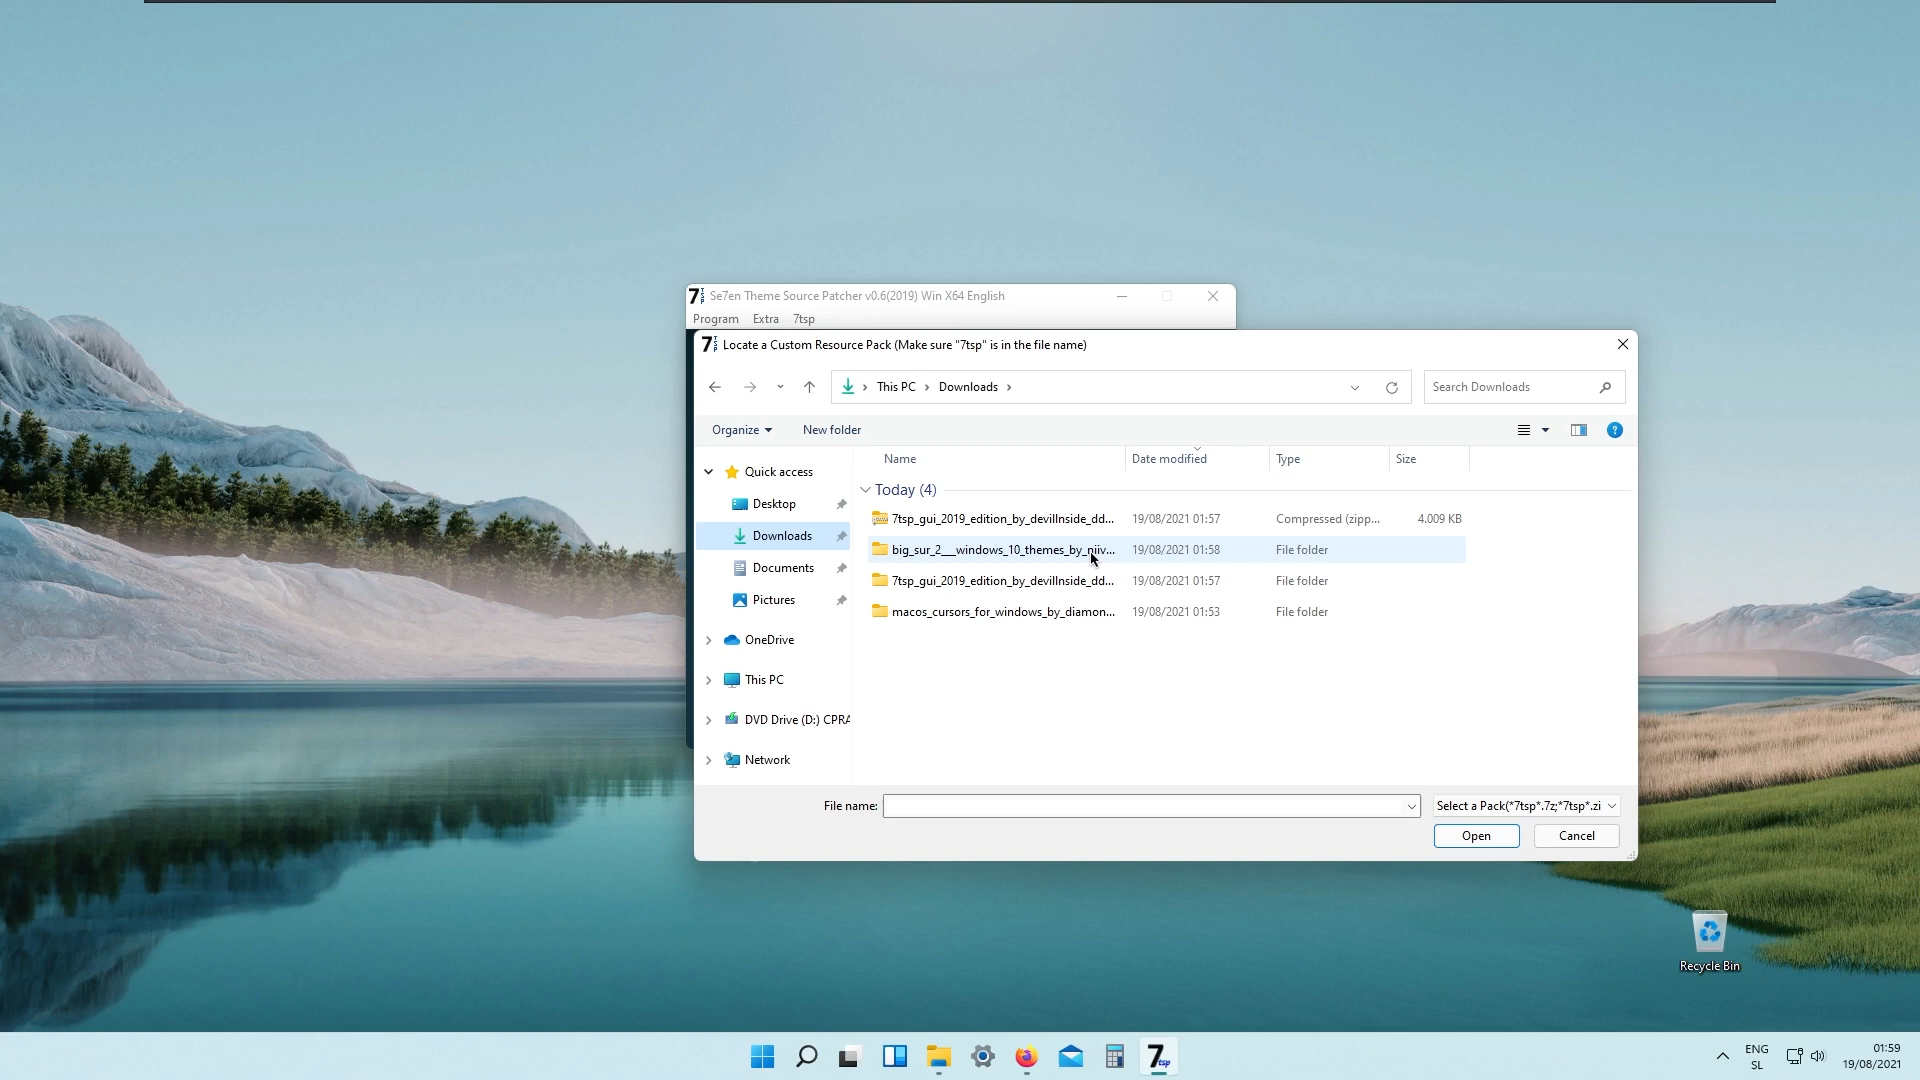 Se7en Theme Source Patcher v0.6(2019) Win X64 English
Program Extra 7tsp
Locate a Custom Resource Pack (Make sure "7tsp" is in the file name)
This PC Downloads
Search Downloads
Organize New folder
Name Date modified Type Size
Quick access
Desktop
Downloads
Documents
Pictures
OneDrive
This PC
DVD Drive (D:) CPRA
Network
Today (4)
7tsp_gui_2019_edition_by_devillnside_dd... 19/08/2021 01:57 Compressed (zipp... 4.009 KB
big_sur_2__windows_10_themes_by_niiv... 19/08/2021 01:58 File folder
7tsp_gui_2019_edition_by_devillnside_dd... 19/08/2021 01:57 File folder
macos_cursors_for_windows_by_diamon... 19/08/2021 01:53 File folder
File name: Select a Pack(*7tsp*.7z;*7tsp*.zi
Open Cancel
Recycle Bin
7tsp
ENG
SL
01:59
19/08/2021